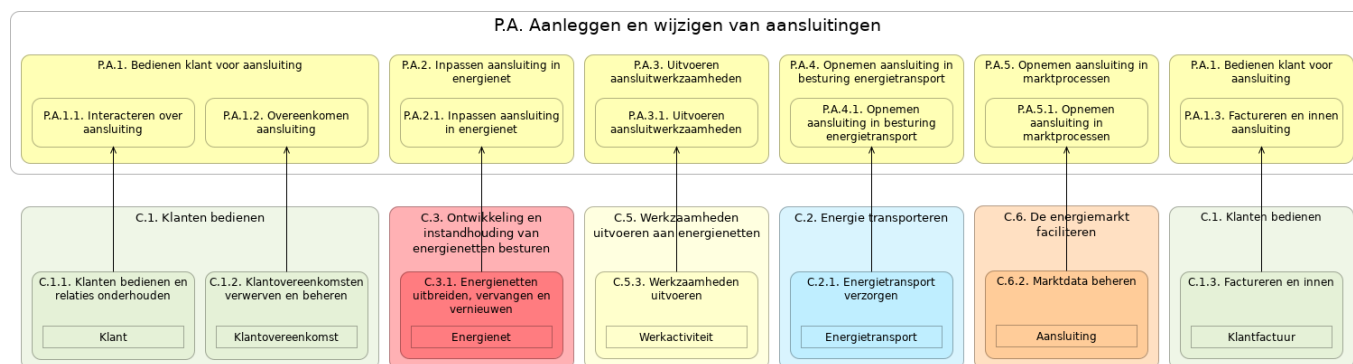 P.A. Aanleggen en wijzigen van aansluitingen
P.A.1. Bedienen klant voor aansluiting
P.A.1.1. Interacteren over
aansluiting
P.A.1.2. Overeenkomen
aansluiting
P.A.2. Inpassen aansluiting in
energienet
P.A.2.1. Inpassen aansluiting
in energienet
P.A.3. Uitvoeren
aansluitwerkzaamheden
P.A.3.1. Uitvoeren
aansluitwerkzaamheden
P.A.4. Opnemen aansluiting in
besturing energietransport
P.A.4.1. Opnemen
aansluiting in besturing
energietransport
P.A.5. Opnemen aansluiting in
marktprocessen
P.A.5.1. Opnemen
aansluiting in
marktprocessen
P.A.1. Bedienen klant voor
aansluiting
P.A.1.3. Factureren en innen
aansluiting
C.1. Klanten bedienen
C.1.1. Klanten bedienen en
relaties onderhouden
Klant
C.1.2. Klantovereenkomsten
verwerven en beheren
Klantovereenkomst
C.3. Ontwikkeling en
instandhouding van
energienetten besturen
C.3.1. Energienetten
uitbreiden, vervangen en
vernieuwen
Energienet
C.5. Werkzaamheden
uitvoeren aan energienetten
C.5.3. Werkzaamheden
uitvoeren
Werkactiviteit
C.2. Energie transporteren
C.2.1. Energietransport
verzorgen
Energietransport
C.6. De energiemarkt
faciliteren
C.6.2. Marktdata beheren
Aansluiting
C.1. Klanten bedienen
C.1.3. Factureren en innen
Klantfactuur